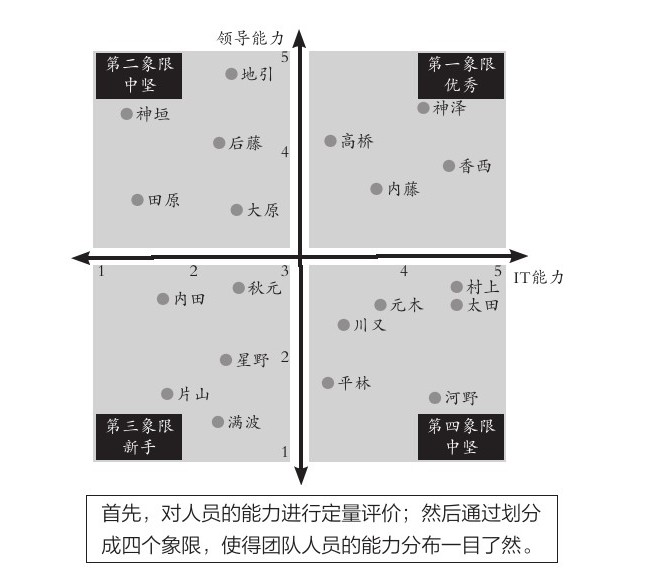 领导能力
5
第二象限
中坚
地引
神垣
后藤
4
田原
大原
第一象限
优秀
神泽
高桥
香西
内藤
1
2
3
4
5
IT能力
秋元
内田
星野
2
片山
满波
1
第三象限
新手
村上
元木
太田
川又
平林
河野
第四象限
中坚
首先，对人员的能力进行定量评价；然后通过划分
成四个象限，使得团队人员的能力分布一目了然。